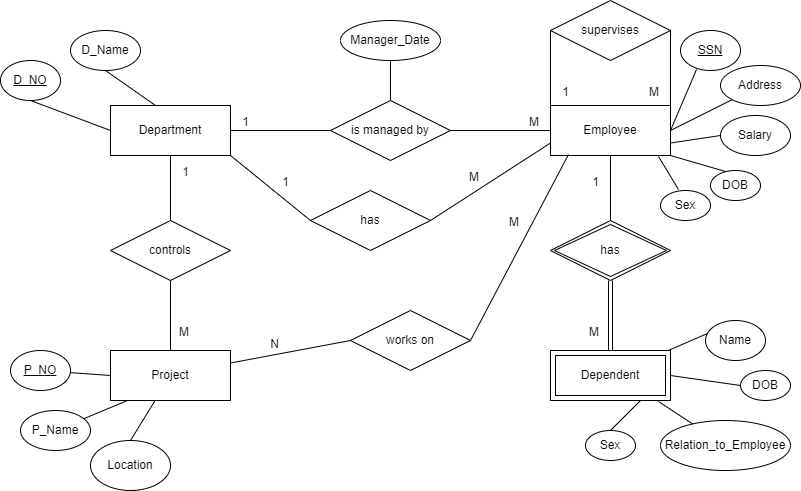 supervises
Manager_Date
D_Name
SSN
D_NO
Address
1
M
1
M
Department
is managed by
Employee
Salary
1
1
M
1
DOB
Sex
has
M
controls
has
M
N
works on
M
Name
P_NO
Project
Dependent
DOB
P_Name
Sex
Relation_to_Employee
Location